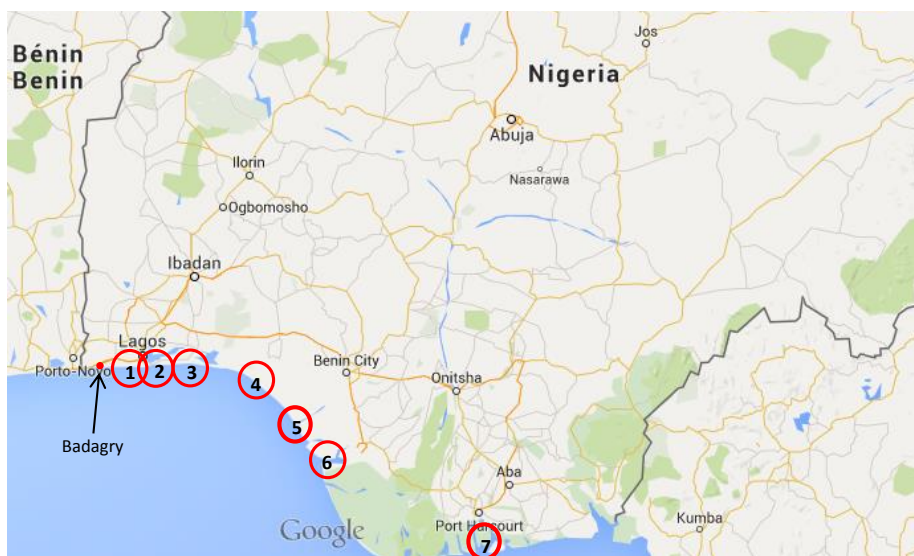 Jos
Bénin
Benin
Nigeria
Abuja
Ilorin
Nasarawa
Ogbomosho
Ibadan
Lagos
Benin City
Porto-Novo
1
2
3
4
Onitsha
5
Badagry
6
Aba
Port Harcourt
Kumba
Google
7